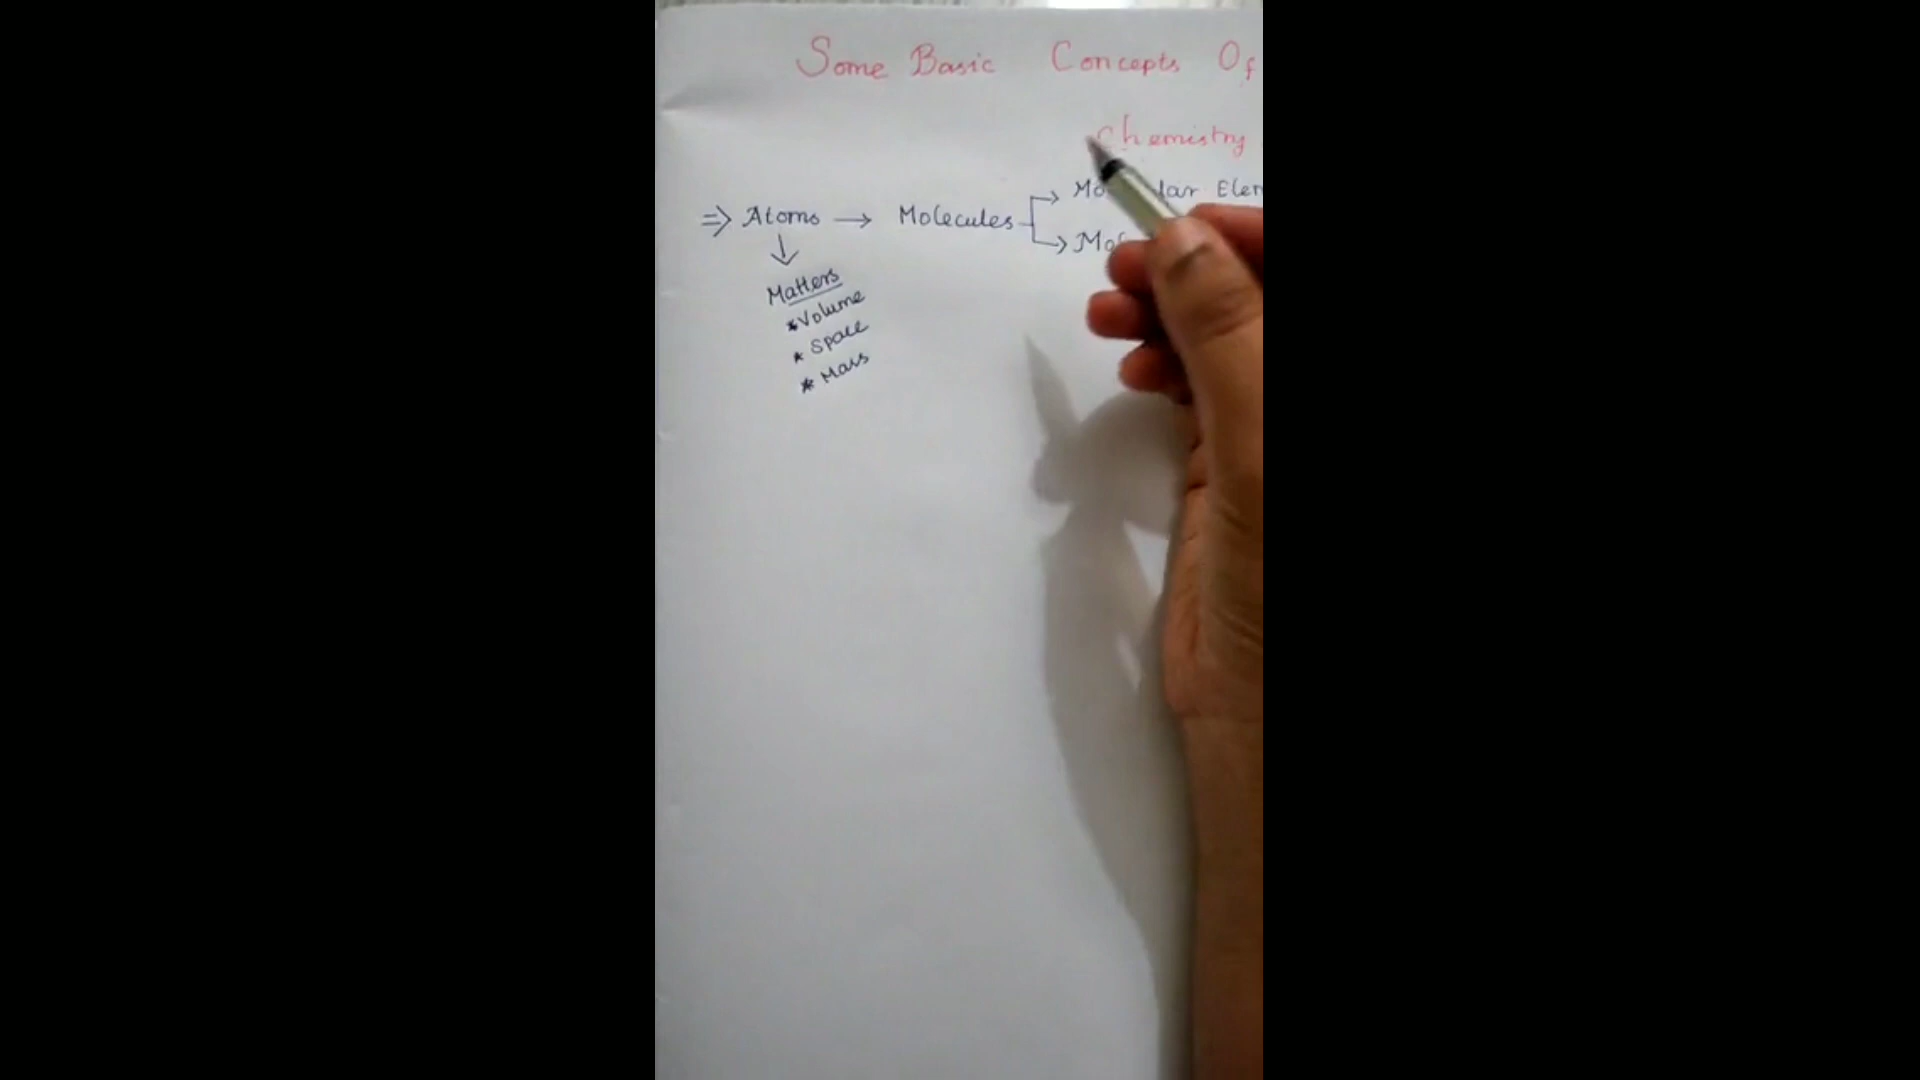 Some Basic Concepts Of
Chemistry
⇒ Atoms → Molecules
Matters
* Volume
* Space
* Mass